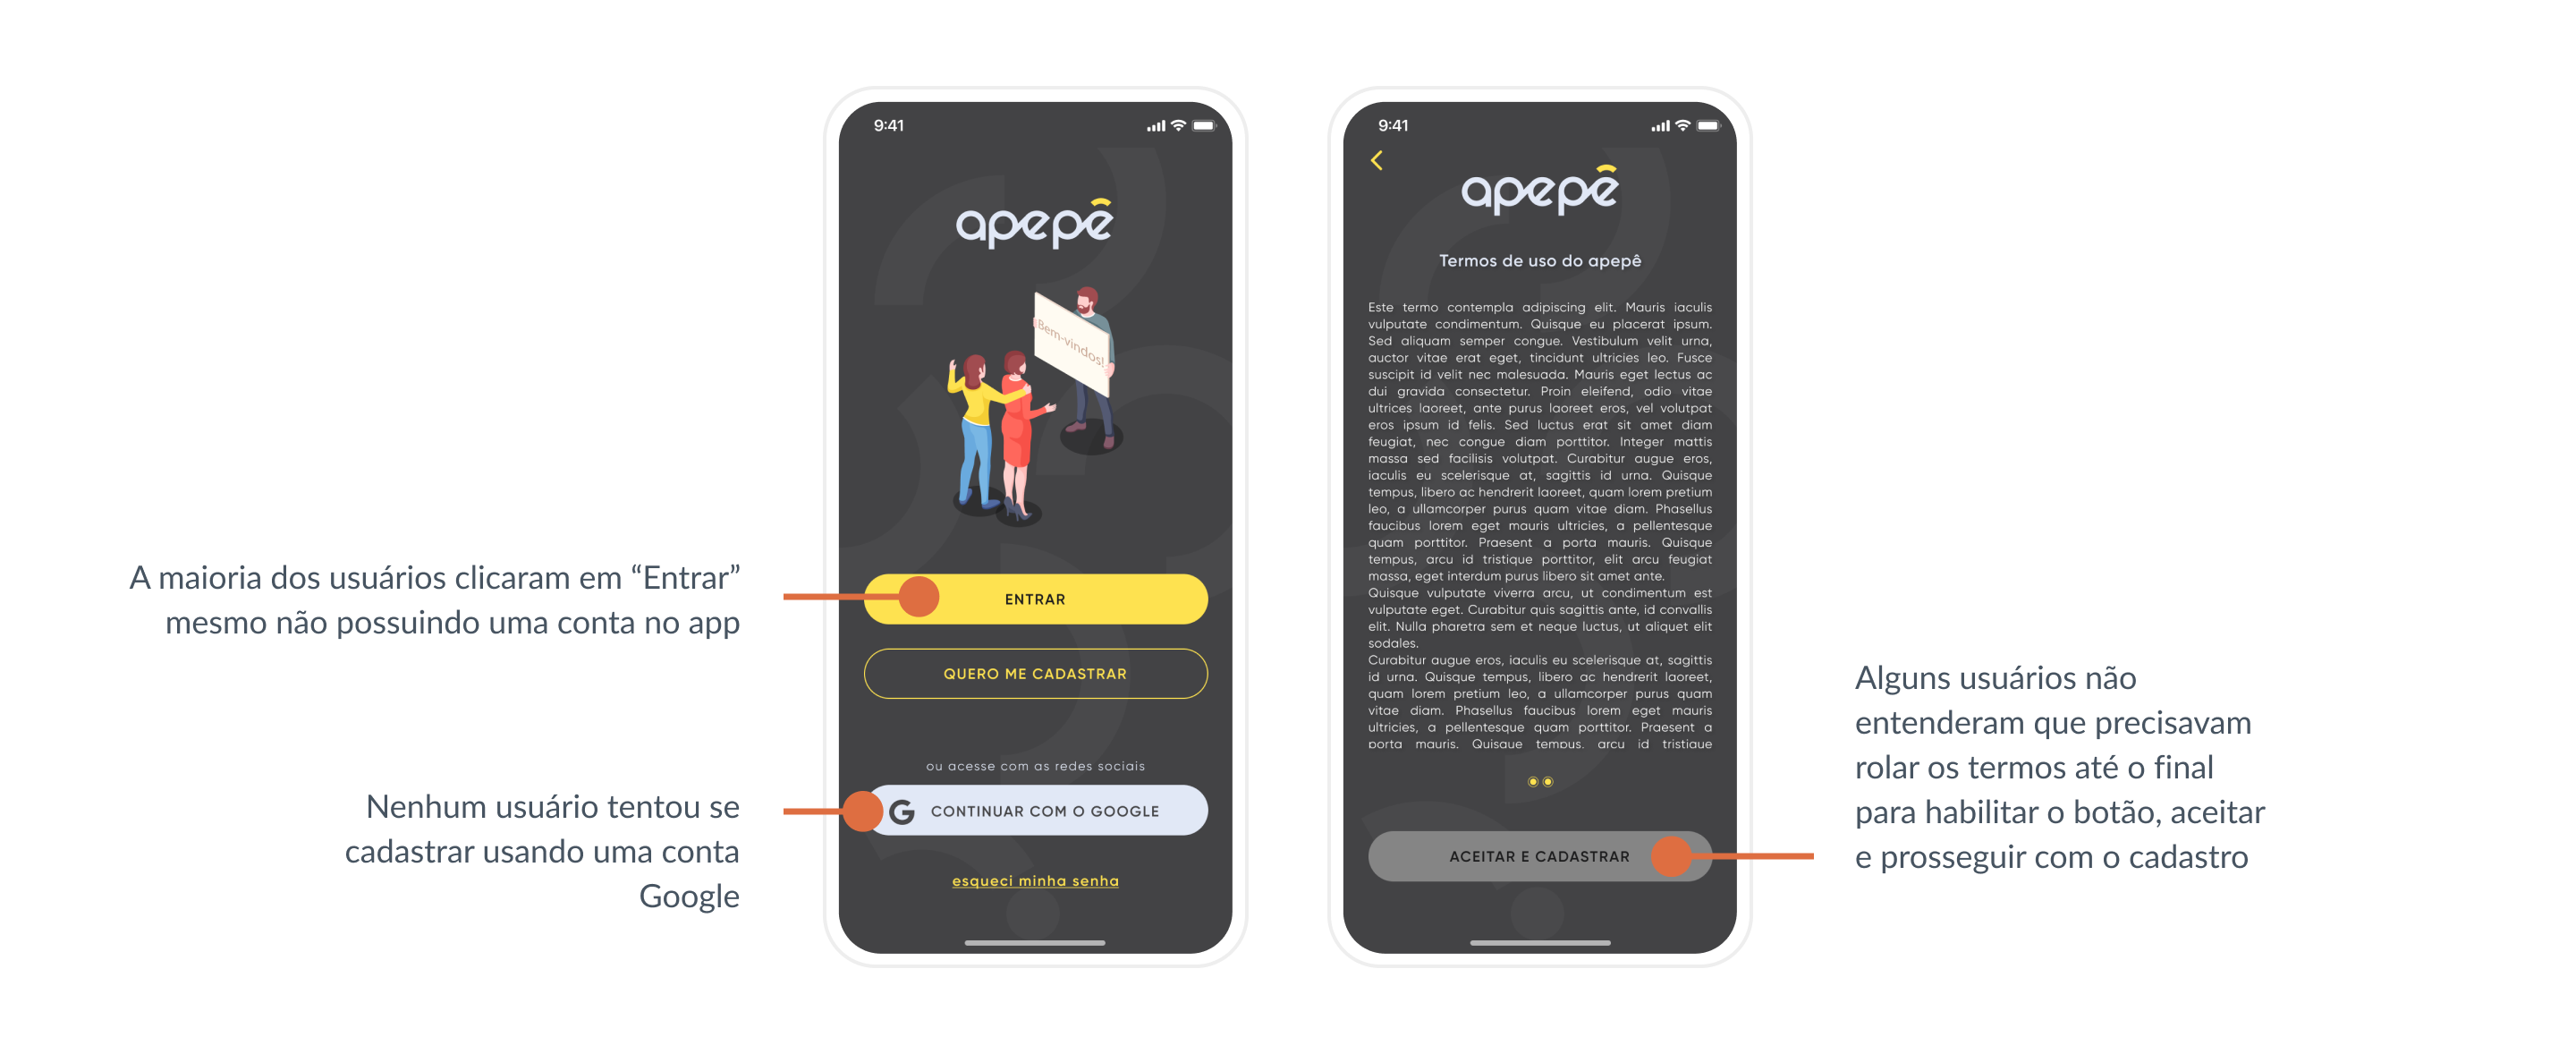 A maioria dos usuários clicaram em “Entrar”
mesmo não possuindo uma conta no app
Nenhum usuário tentou se
cadastrar usando uma conta
Google
9:41
apepê
¡Bem-vindos!
ENTRAR
QUERO ME CADASTRAR
ou acesse com as redes sociais
G CONTINUAR COM O GOOGLE
esqueci minha senha
9:41
apepê
Termos de uso do apepê
Este termo contempla adipiscing elit. Mauris iaculis
vulputate condimentum. Quisque eu placerat ipsum.
Sed aliquam semper congue. Vestibulum velit urna,
auctor vitae erat eget, tincidunt ultricies leo. Fusce
suscipit id velit nec malesuada. Mauris eget lectus ac
dui gravida consectetur. Proin eleifend, odio vitae
ultrices laoreet, ante purus laoreet eros, vel volutpat
eros ipsum id felis. Sed luctus erat sit amet diam
feugiat, nec congue diam porttitor. Integer mattis
massa sed facilisis volutpat. Curabitur augue eros,
iaculis eu scelerisque at, sagittis id urna. Quisque
tempus, libero ac hendrerit laoreet, quam lorem pretium
leo, a ullamcorper purus quam vitae diam. Phasellus
faucibus lorem eget mauris ultricies, a pellentesque
quam porttitor. Praesent a porta mauris. Quisque
tempus, arcu id tristique porttitor, elit arcu feugiat
massa, eget interdum purus libero sit amet ante.
Quisque vulputate viverra arcu, ut condimentum est
vulputate eget. Curabitur quis sagittis ante, id convallis
elit. Nulla pharetra sem et neque luctus, ut aliquet elit
sodales.
Curabitur augue eros, iaculis eu scelerisque at, sagittis
id urna. Quisque tempus, libero ac hendrerit laoreet,
quam lorem pretium leo, a ullamcorper purus quam
vitae diam. Phasellus faucibus lorem eget mauris
ultricies, a pellentesque quam porttitor. Praesent a
porta mauris. Quisque tempus, arcu id tristique
ACEITAR E CADASTRAR
Alguns usuários não
entenderam que precisavam
rolar os termos até o final
para habilitar o botão, aceitar
e prosseguir com o cadastro